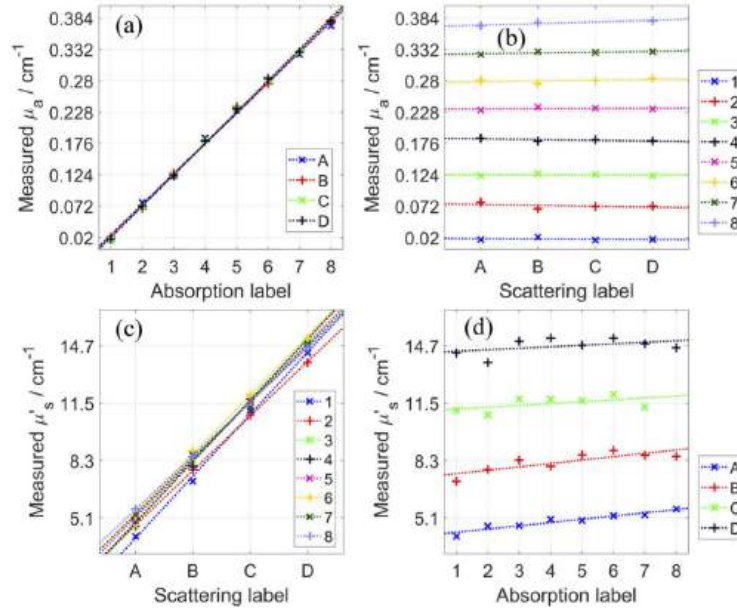 (a)
Measured μa / cm-1
0.384
0.332
0.28
0.228
0.176
0.124
0.072
0.02
A
B
C
D
1 2 3 4 5 6 7 8
Absorption label
(b)
Measured μa / cm-1
0.384
0.332
0.28
0.228
0.176
0.124
0.072
0.02
A B C D
Scattering label
1
2
3
4
5
6
7
8
(c)
Measured μ's / cm-1
14.7
11.5
8.3
5.1
1
2
3
4
5
6
7
8
A B C D
Scattering label
(d)
Measured μ's / cm-1
14.7
11.5
8.3
5.1
1 2 3 4 5 6 7 8
Absorption label
A
B
C
D